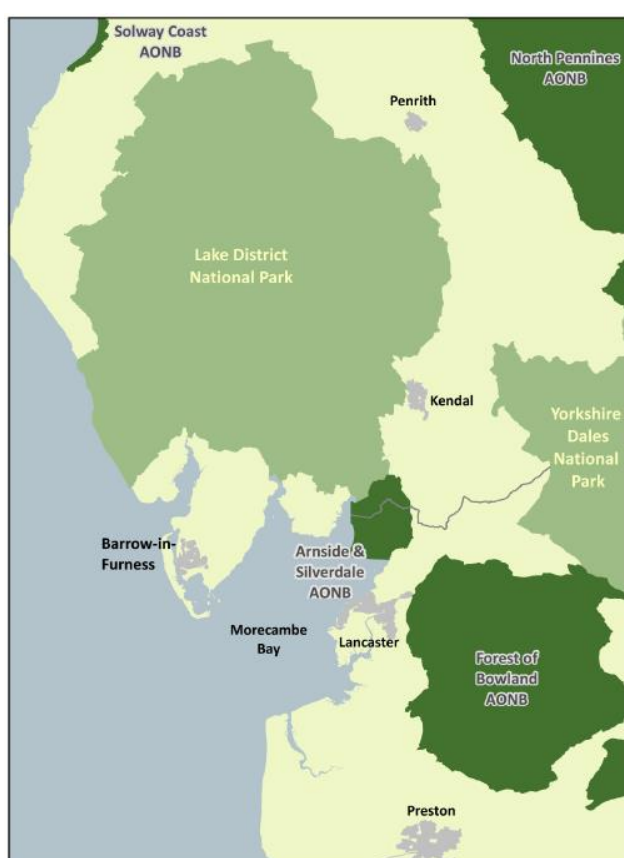 Solway Coast
AONB
North Pennines
AONB
Penrith
Lake District
National Park
Kendal
Yorkshire
Dales
National
Park
Barrow-in-
Furness
Arnside &
Silverdale
AONB
Morecambe
Bay
Lancaster
Forest of
Bowland
AONB
Preston